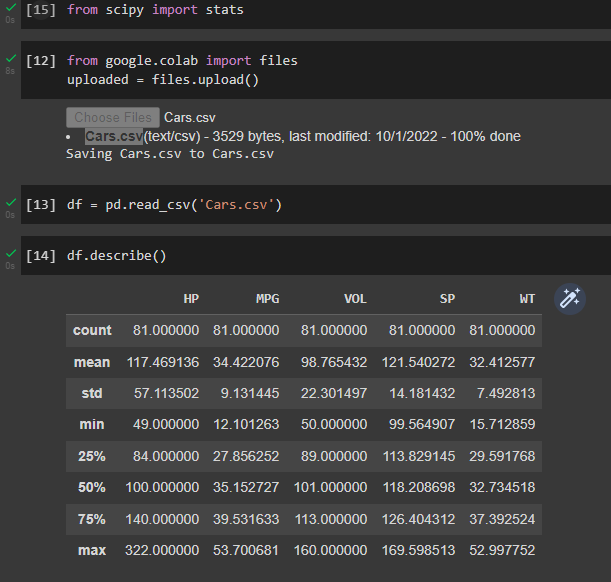 [15] from scipy import stats
0s
[12] from google.colab import files
8s
uploaded = files.upload()
Choose Files Cars.csv
• Cars.csv(text/csv) - 3529 bytes, last modified: 10/1/2022 - 100% done
Saving Cars.csv to Cars.csv
[13] df = pd.read_csv('Cars.csv')
0s
[14] df.describe()
0s
HP MPG VOL SP WT
count 81.000000 81.000000 81.000000 81.000000 81.000000
mean 117.469136 34.422076 98.765432 121.540272 32.412577
std 57.113502 9.131445 22.301497 14.181432 7.492813
min 49.000000 12.101263 50.000000 99.564907 15.712859
25% 84.000000 27.856252 89.000000 113.829145 29.591768
50% 100.000000 35.152727 101.000000 118.208698 32.734518
75% 140.000000 39.531633 113.000000 126.404312 37.392524
max 322.000000 53.700681 160.000000 169.598513 52.997752